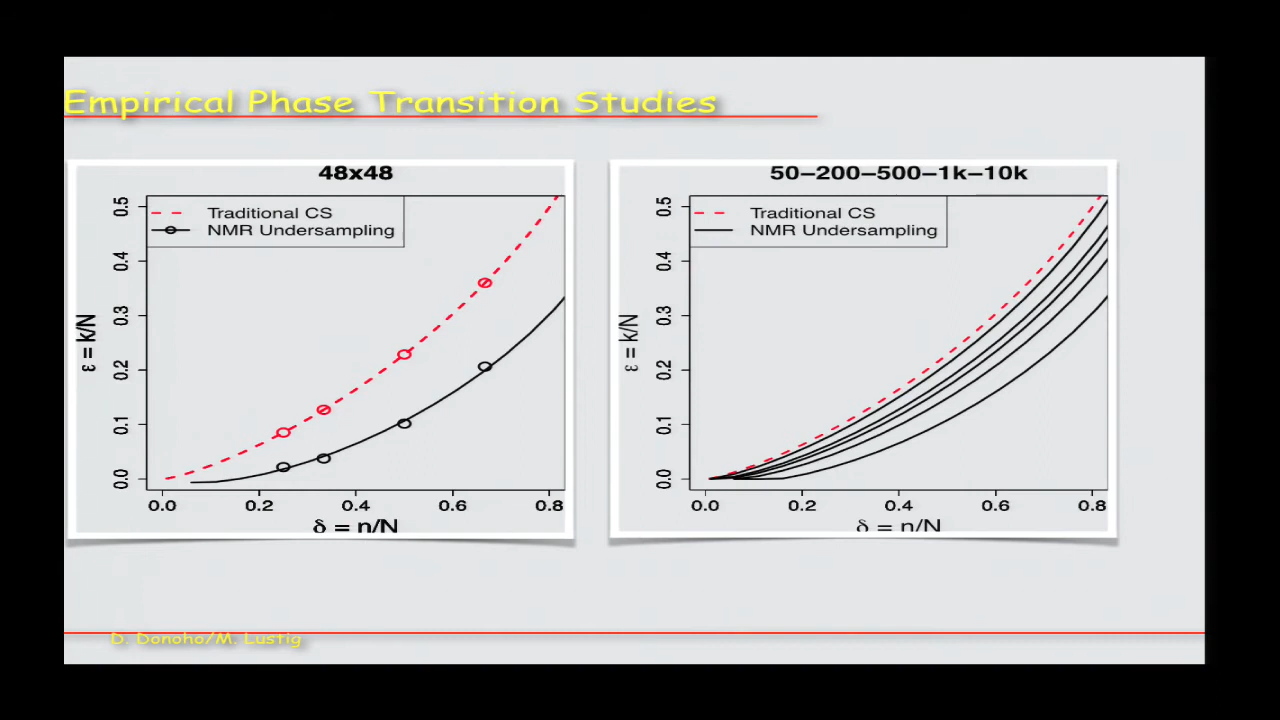 Empirical Phase Transition Studies
48x48
Traditional CS
NMR Undersampling
ε = k/N
0.5
0.4
0.3
0.2
0.1
0.0
0.0 0.2 0.4 0.6 0.8
δ = n/N
50−200−500−1k−10k
Traditional CS
NMR Undersampling
ε = k/N
0.5
0.4
0.3
0.2
0.1
0.0
0.0 0.2 0.4 0.6 0.8
δ = n/N
D. Donoho/M. Lustig